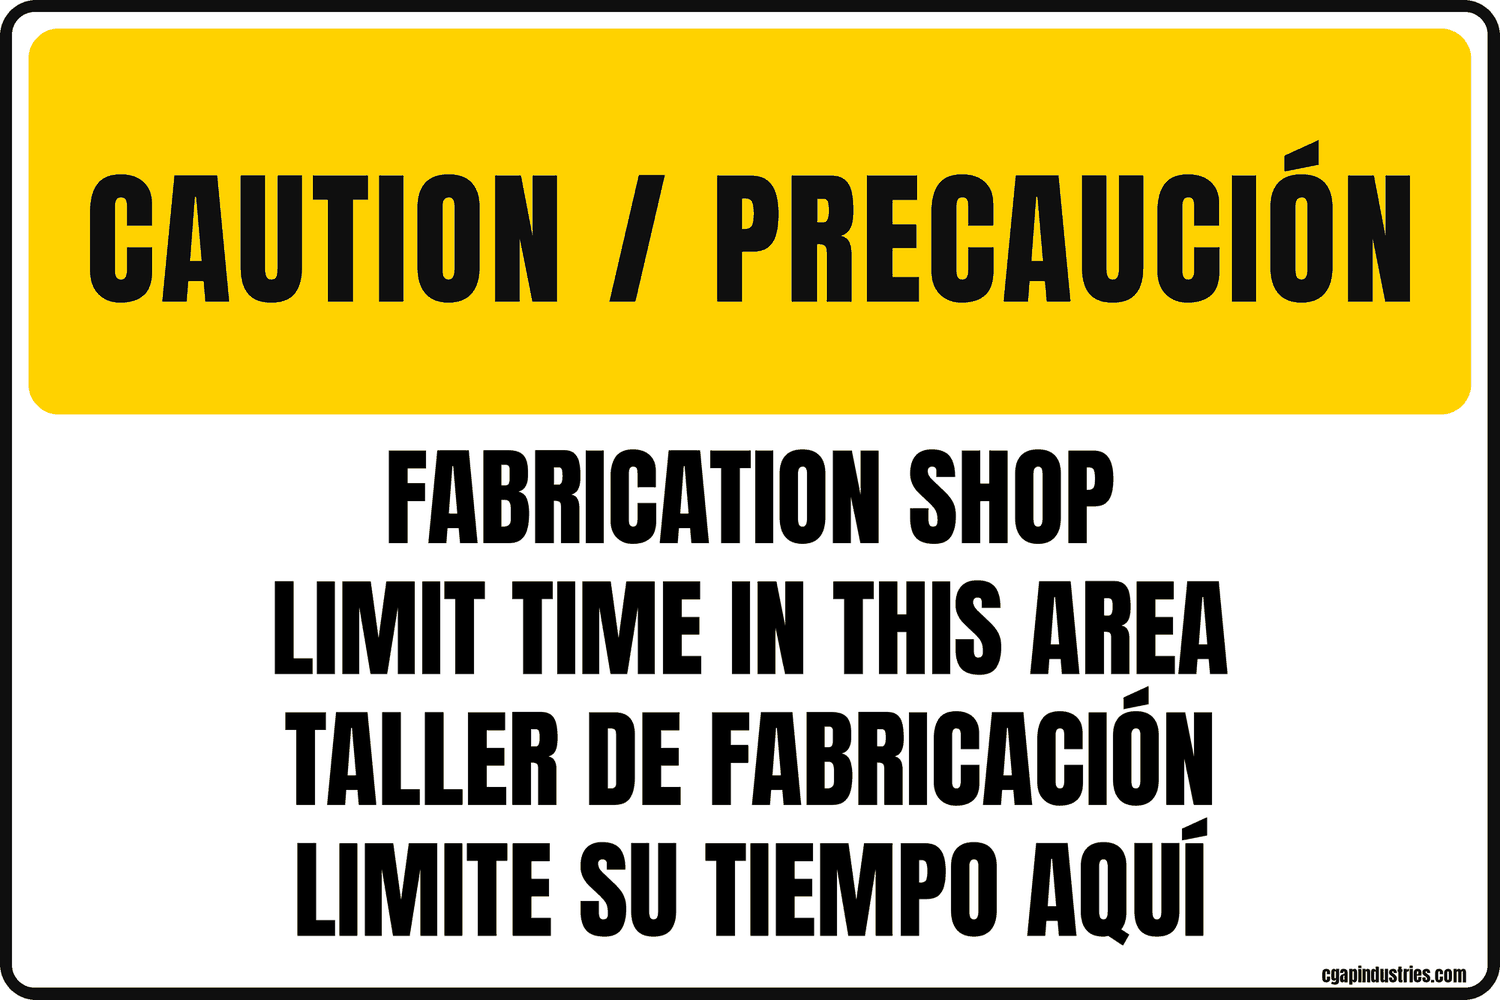 CAUTION / PRECAUCIÓN
FABRICATION SHOP
LIMIT TIME IN THIS AREA
TALLER DE FABRICACIÓN
LIMITE SU TIEMPO AQUÍ
cgapindustries.com